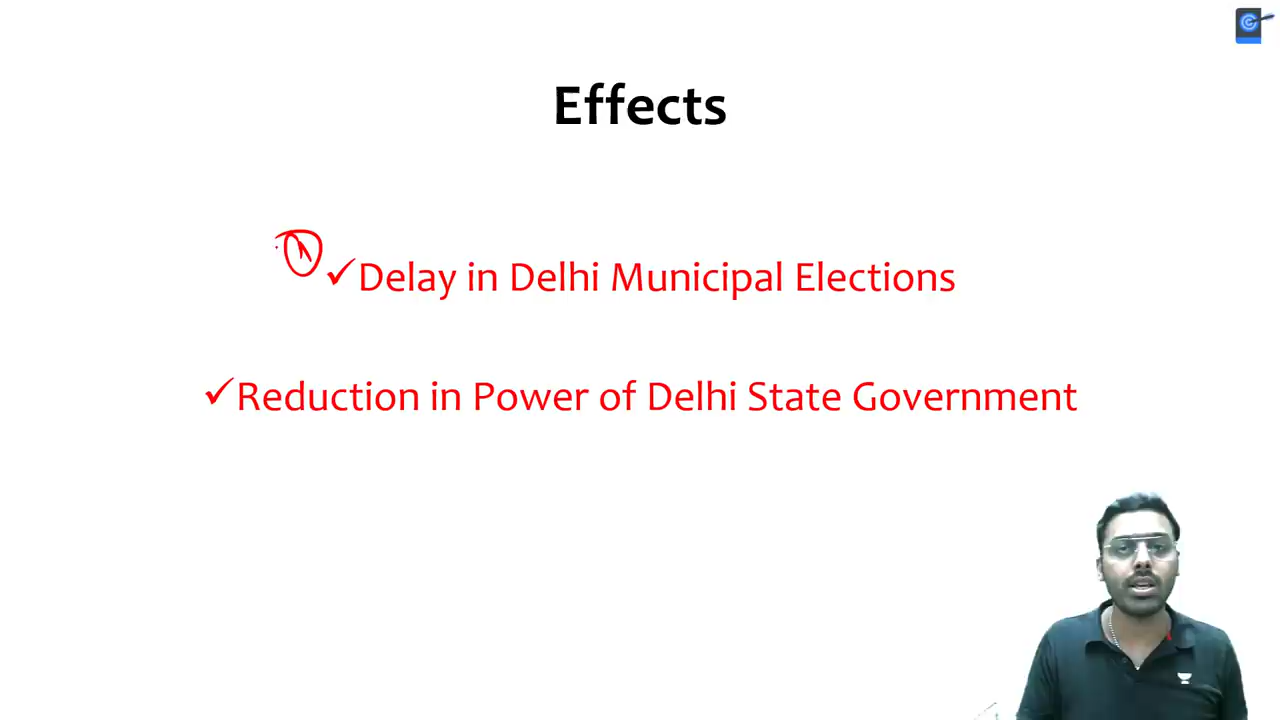 Effects
✓Delay in Delhi Municipal Elections
✓Reduction in Power of Delhi State Government